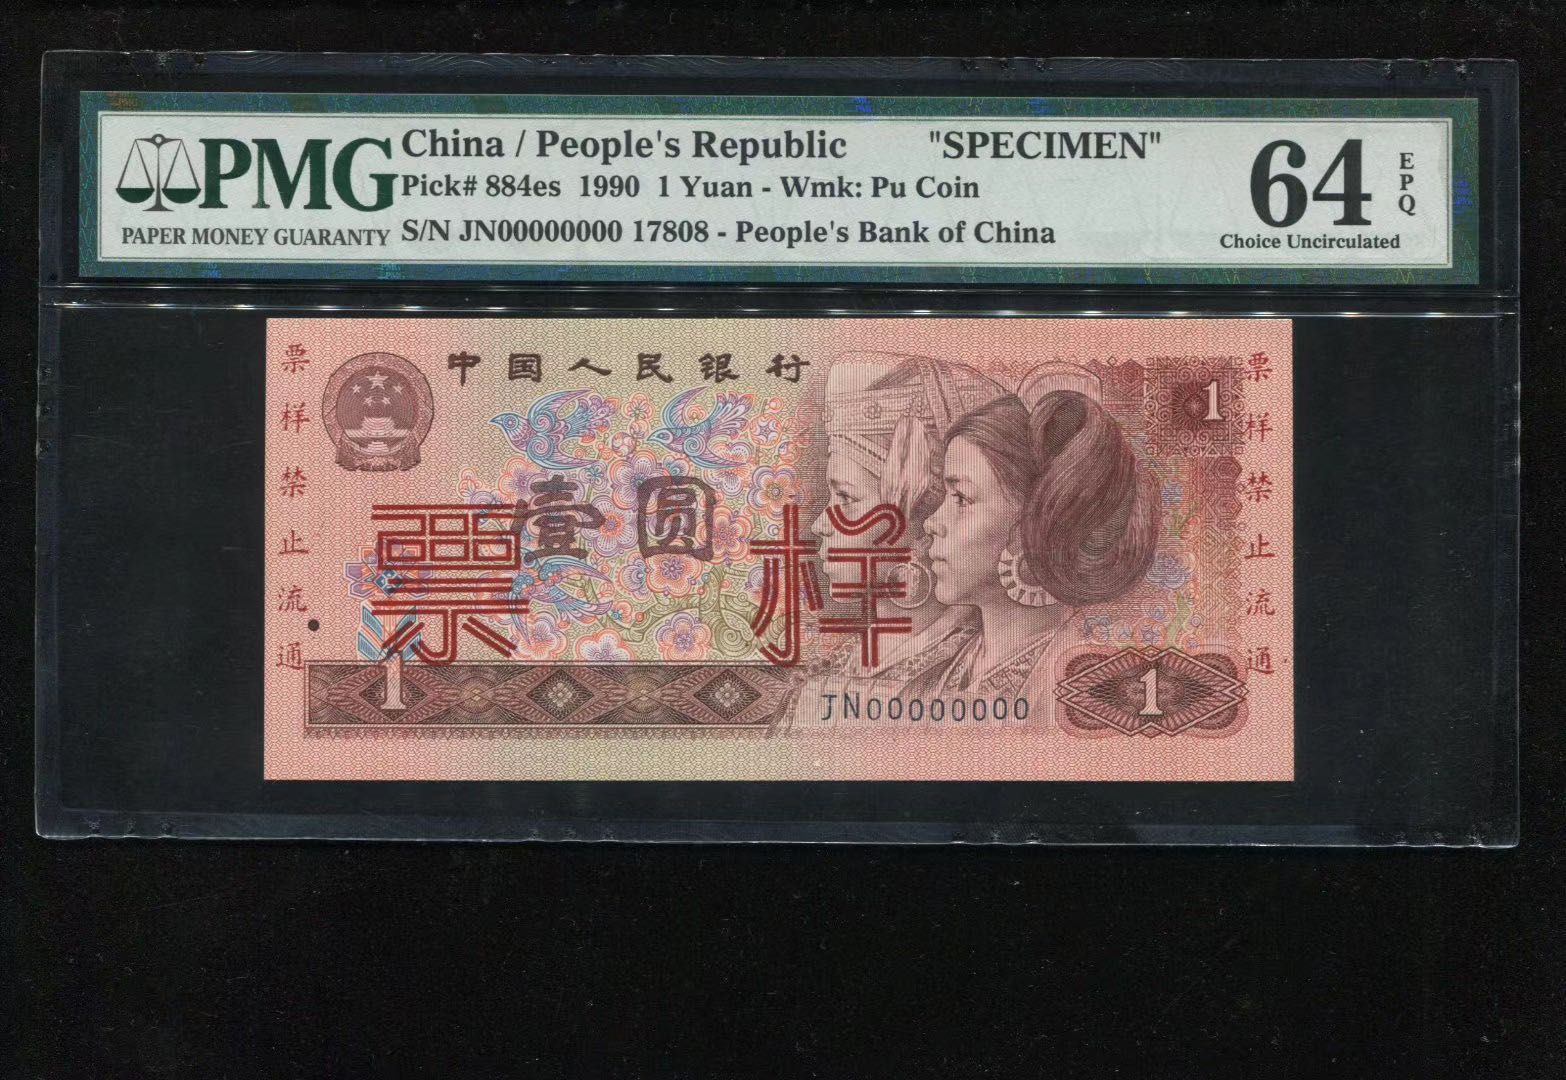 PMG
PAPER MONEY GUARANTY
China / People's Republic "SPECIMEN"
Pick# 884es 1990 1 Yuan - Wmk: Pu Coin
S/N JN00000000 17808 - People's Bank of China
64
EPQ
Choice Uncirculated
中国人民银行
票样禁止流通
壹圆
票样
1
票样禁止流通
1
JN00000000
1